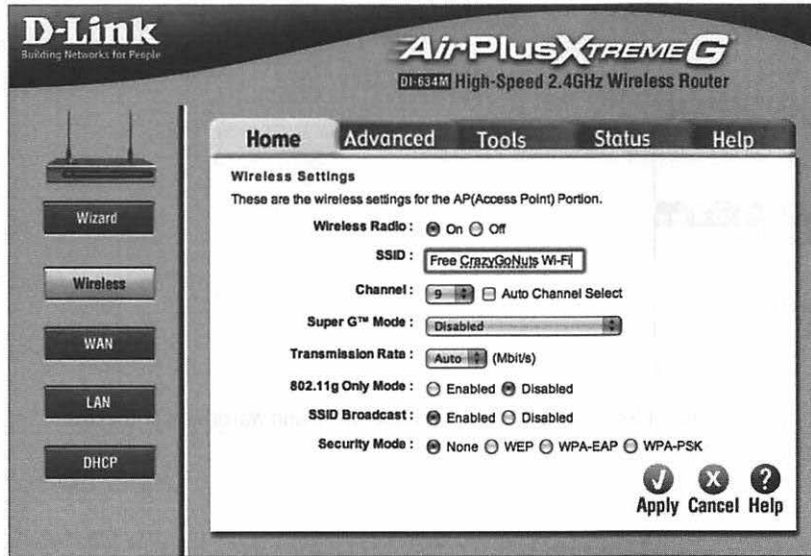 D-Link
Building Networks for People
AirPlusXTREMEG
DI-634M High-Speed 2.4GHz Wireless Router
Home Advanced Tools Status Help
Wizard
Wireless
WAN
LAN
DHCP
Wireless Settings
These are the wireless settings for the AP(Access Point) Portion.
Wireless Radio : On Off
SSID : Free CrazyGoNuts Wi-Fi
Channel : 9 Auto Channel Select
Super G™ Mode : Disabled
Transmission Rate : Auto (Mbit/s)
802.11g Only Mode : Enabled Disabled
SSID Broadcast : Enabled Disabled
Security Mode : None WEP WPA-EAP WPA-PSK
Apply Cancel Help